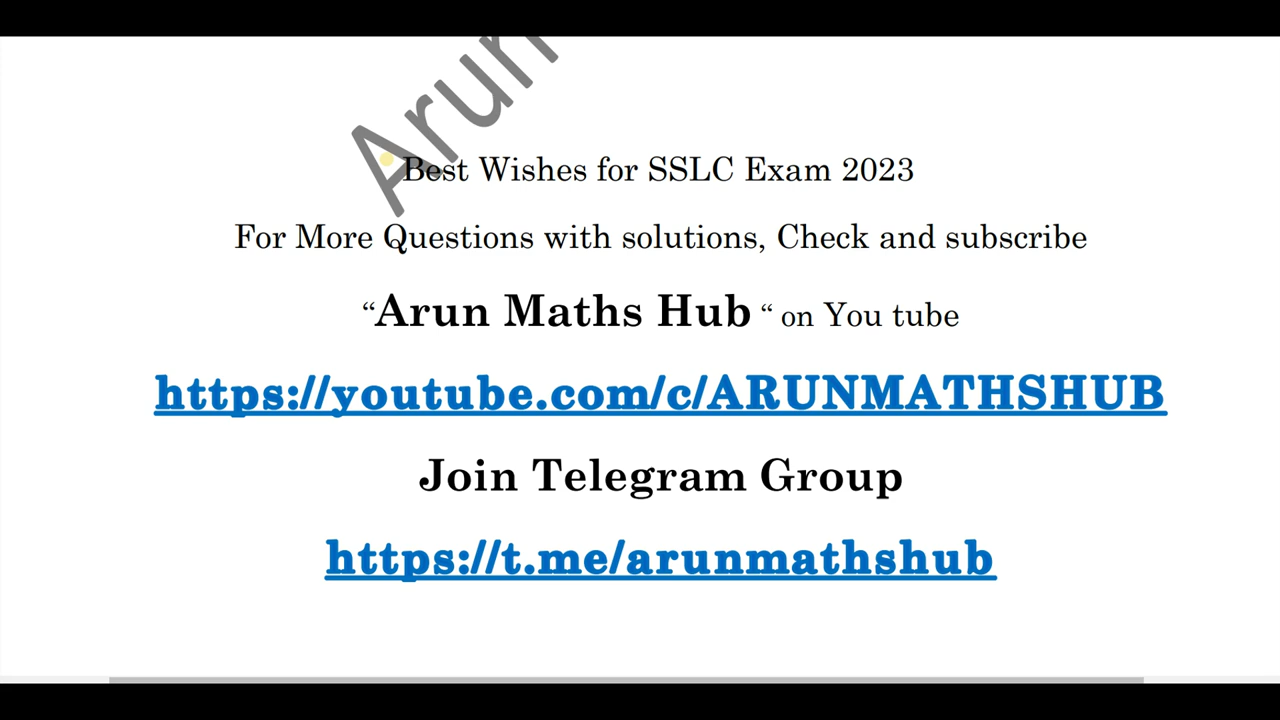 Arun
Best Wishes for SSLC Exam 2023
For More Questions with solutions, Check and subscribe
“Arun Maths Hub “ on You tube
https://youtube.com/c/ARUNMATHSHUB
Join Telegram Group
https://t.me/arunmathshub